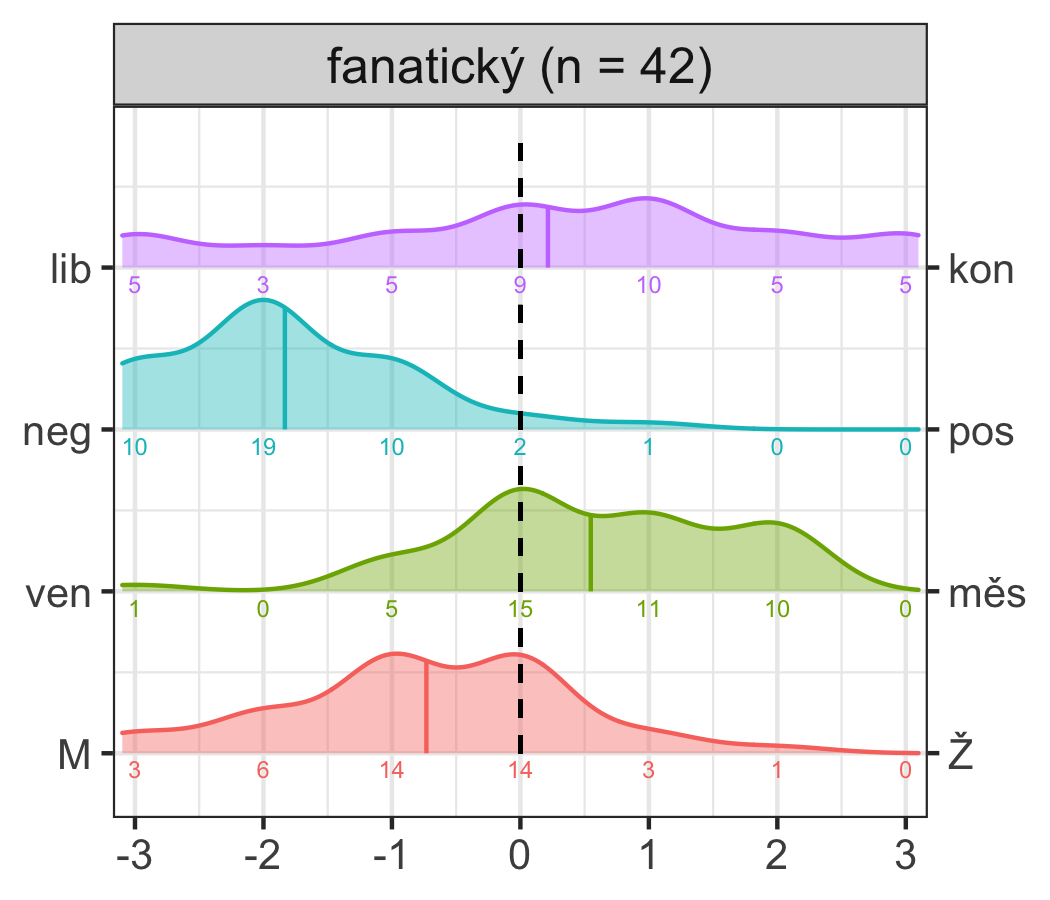 fanatický (n = 42)
lib kon
5 3 5 9 10 5 5
neg pos
10 19 10 2 1 0 0
ven měs
1 0 5 15 11 10 0
M Ž
3 6 14 14 3 1 0
-3 -2 -1 0 1 2 3